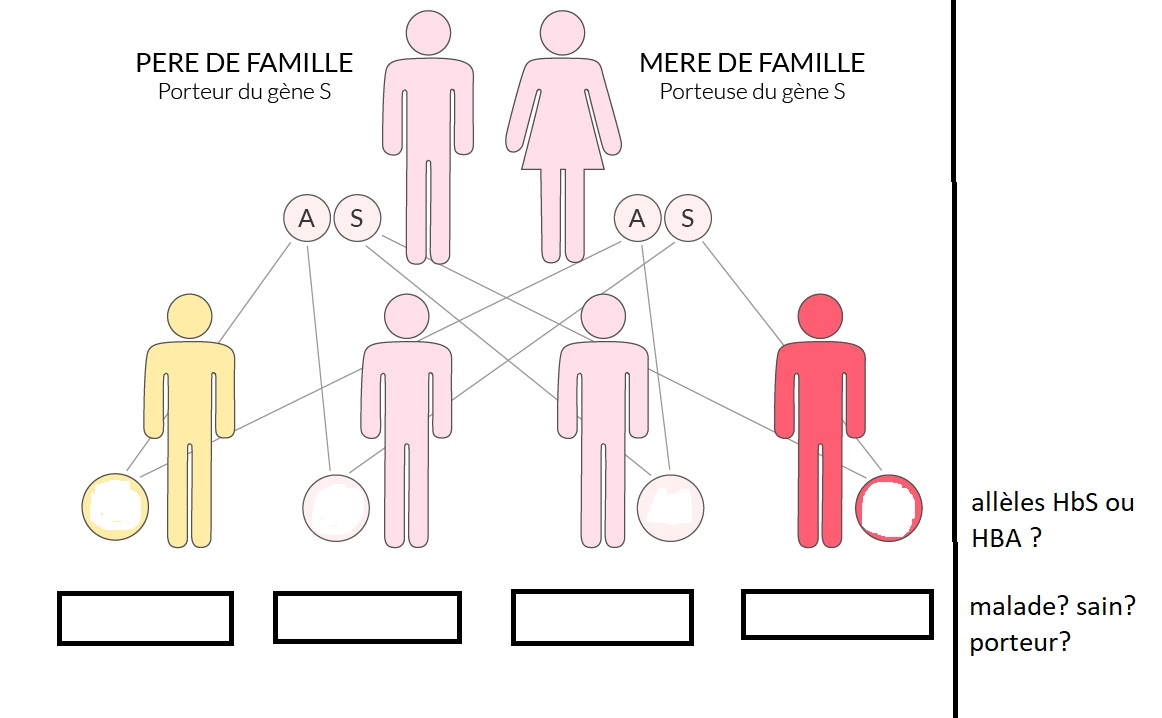 PERE DE FAMILLE
Porteur du gène S
MERE DE FAMILLE
Porteuse du gène S
A S
A S
allèles HbS ou
HBA ?
malade? sain?
porteur?